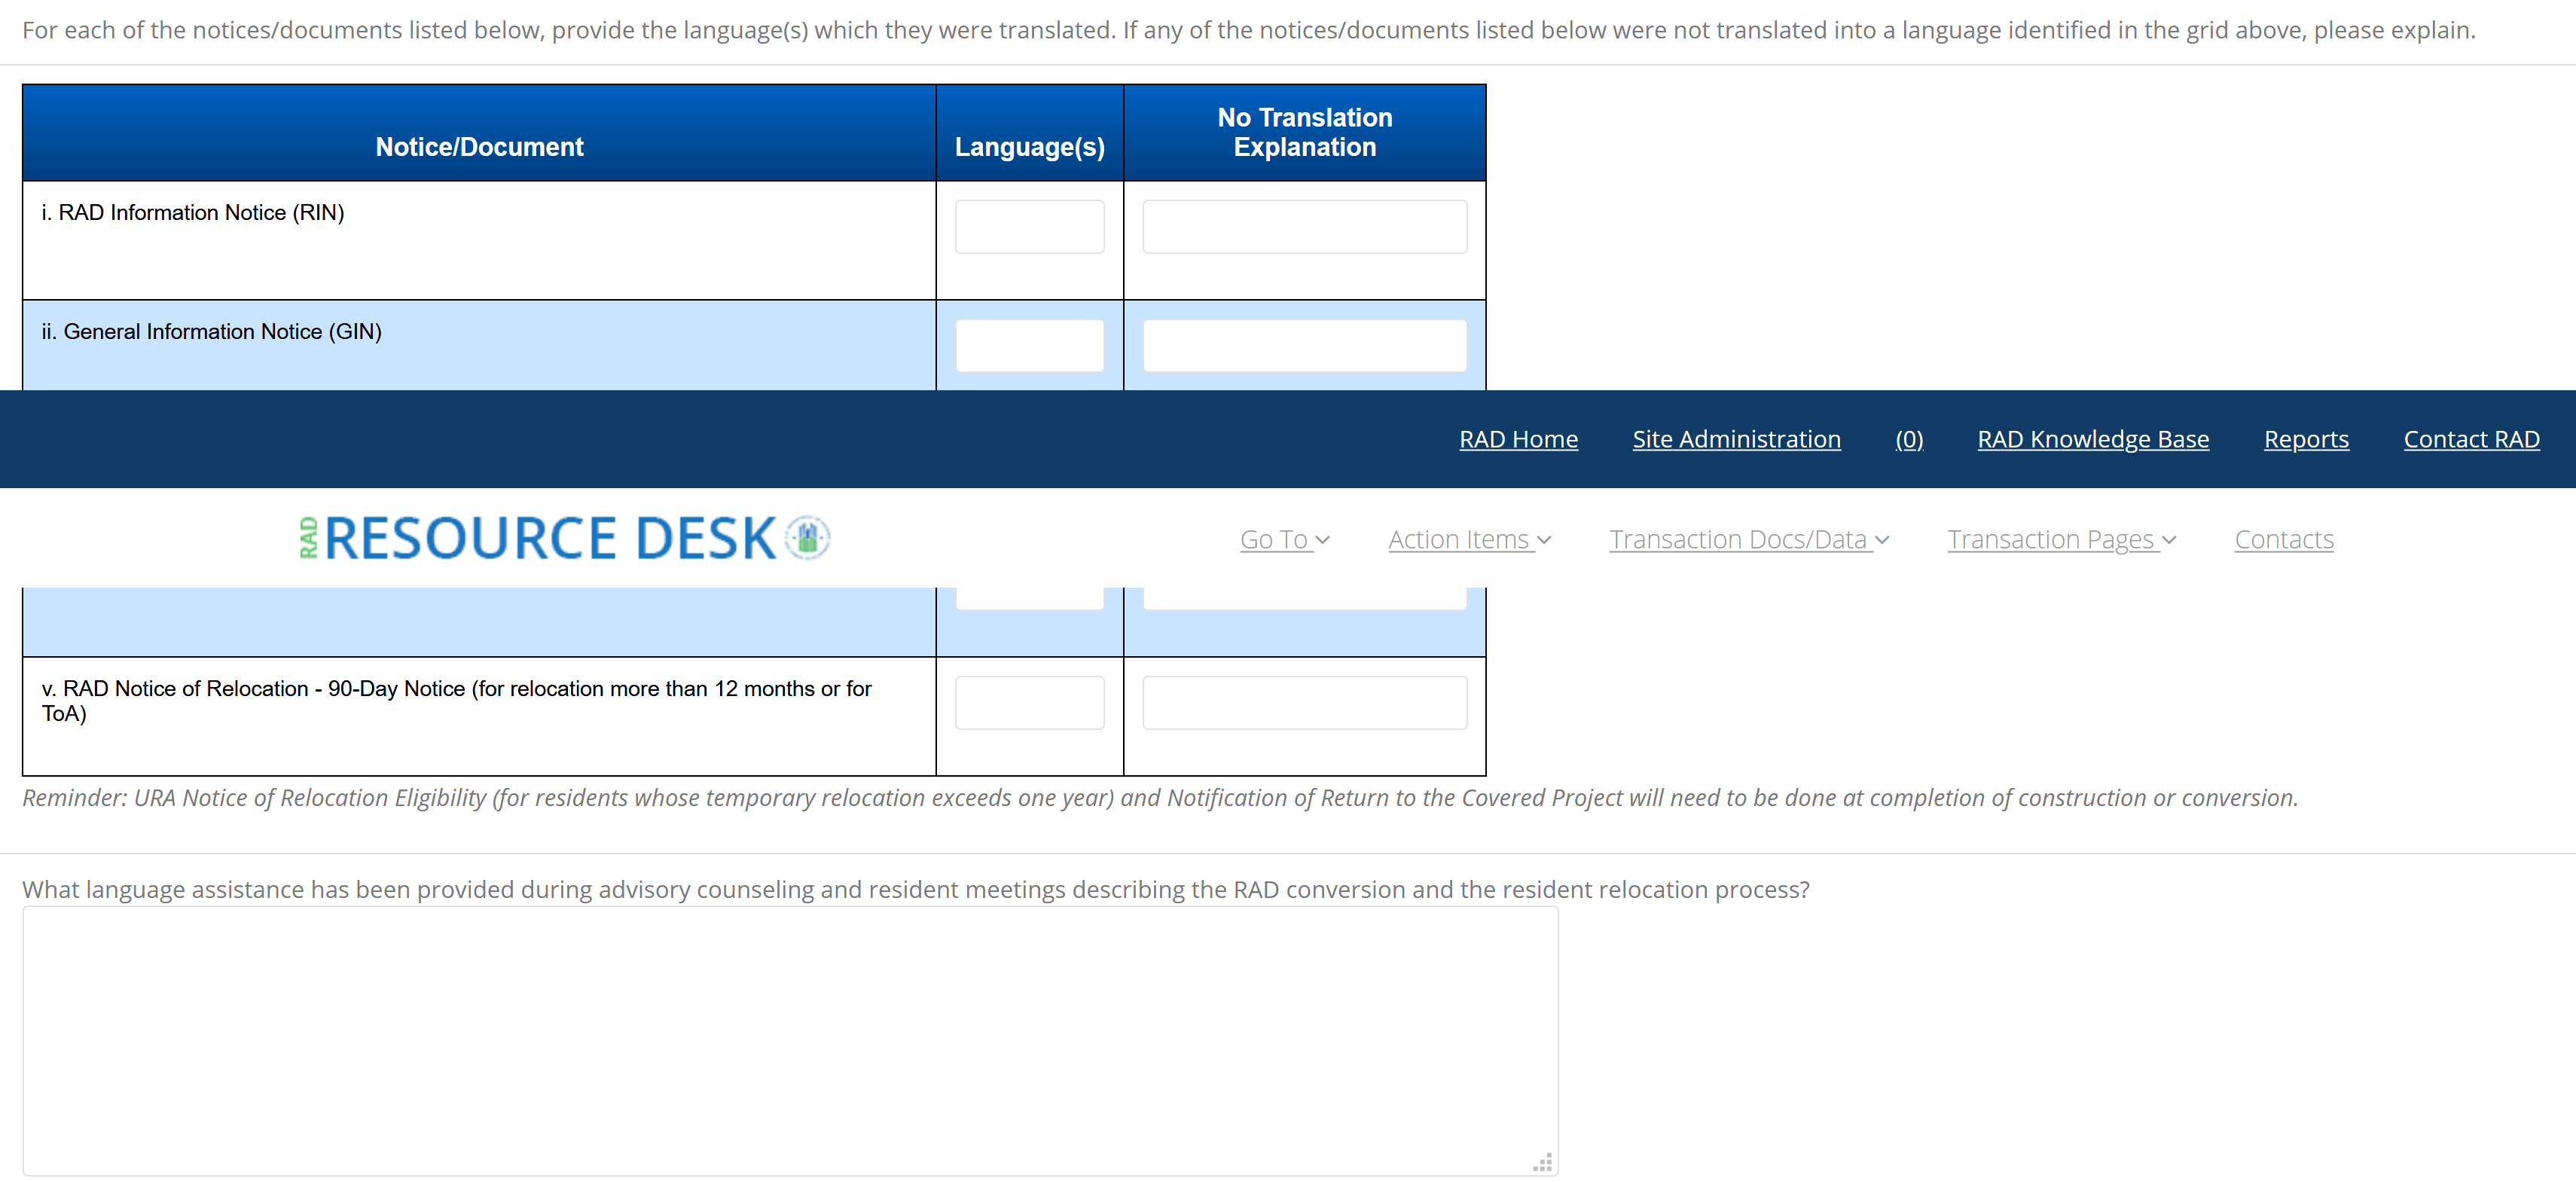 For each of the notices/documents listed below, provide the language(s) which they were translated. If any of the notices/documents listed below were not translated into a language identified in the grid above, please explain.
Notice/Document
Language(s)
No Translation
Explanation
i. RAD Information Notice (RIN)
ii. General Information Notice (GIN)
RAD Home
Site Administration
(0)
RAD Knowledge Base
Reports
Contact RAD
RAD RESOURCE DESK
Go To
Action Items
Transaction Docs/Data
Transaction Pages
Contacts
v. RAD Notice of Relocation - 90-Day Notice (for relocation more than 12 months or for
ToA)
Reminder: URA Notice of Relocation Eligibility (for residents whose temporary relocation exceeds one year) and Notification of Return to the Covered Project will need to be done at completion of construction or conversion.
What language assistance has been provided during advisory counseling and resident meetings describing the RAD conversion and the resident relocation process?